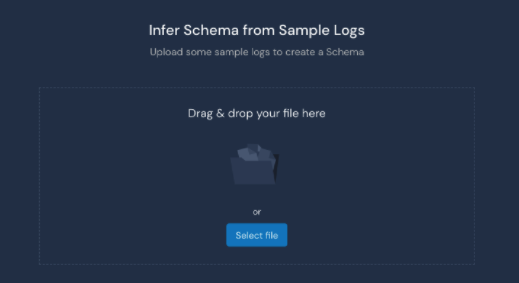 Infer Schema from Sample Logs
Upload some sample logs to create a Schema
Drag & drop your file here
or
Select file